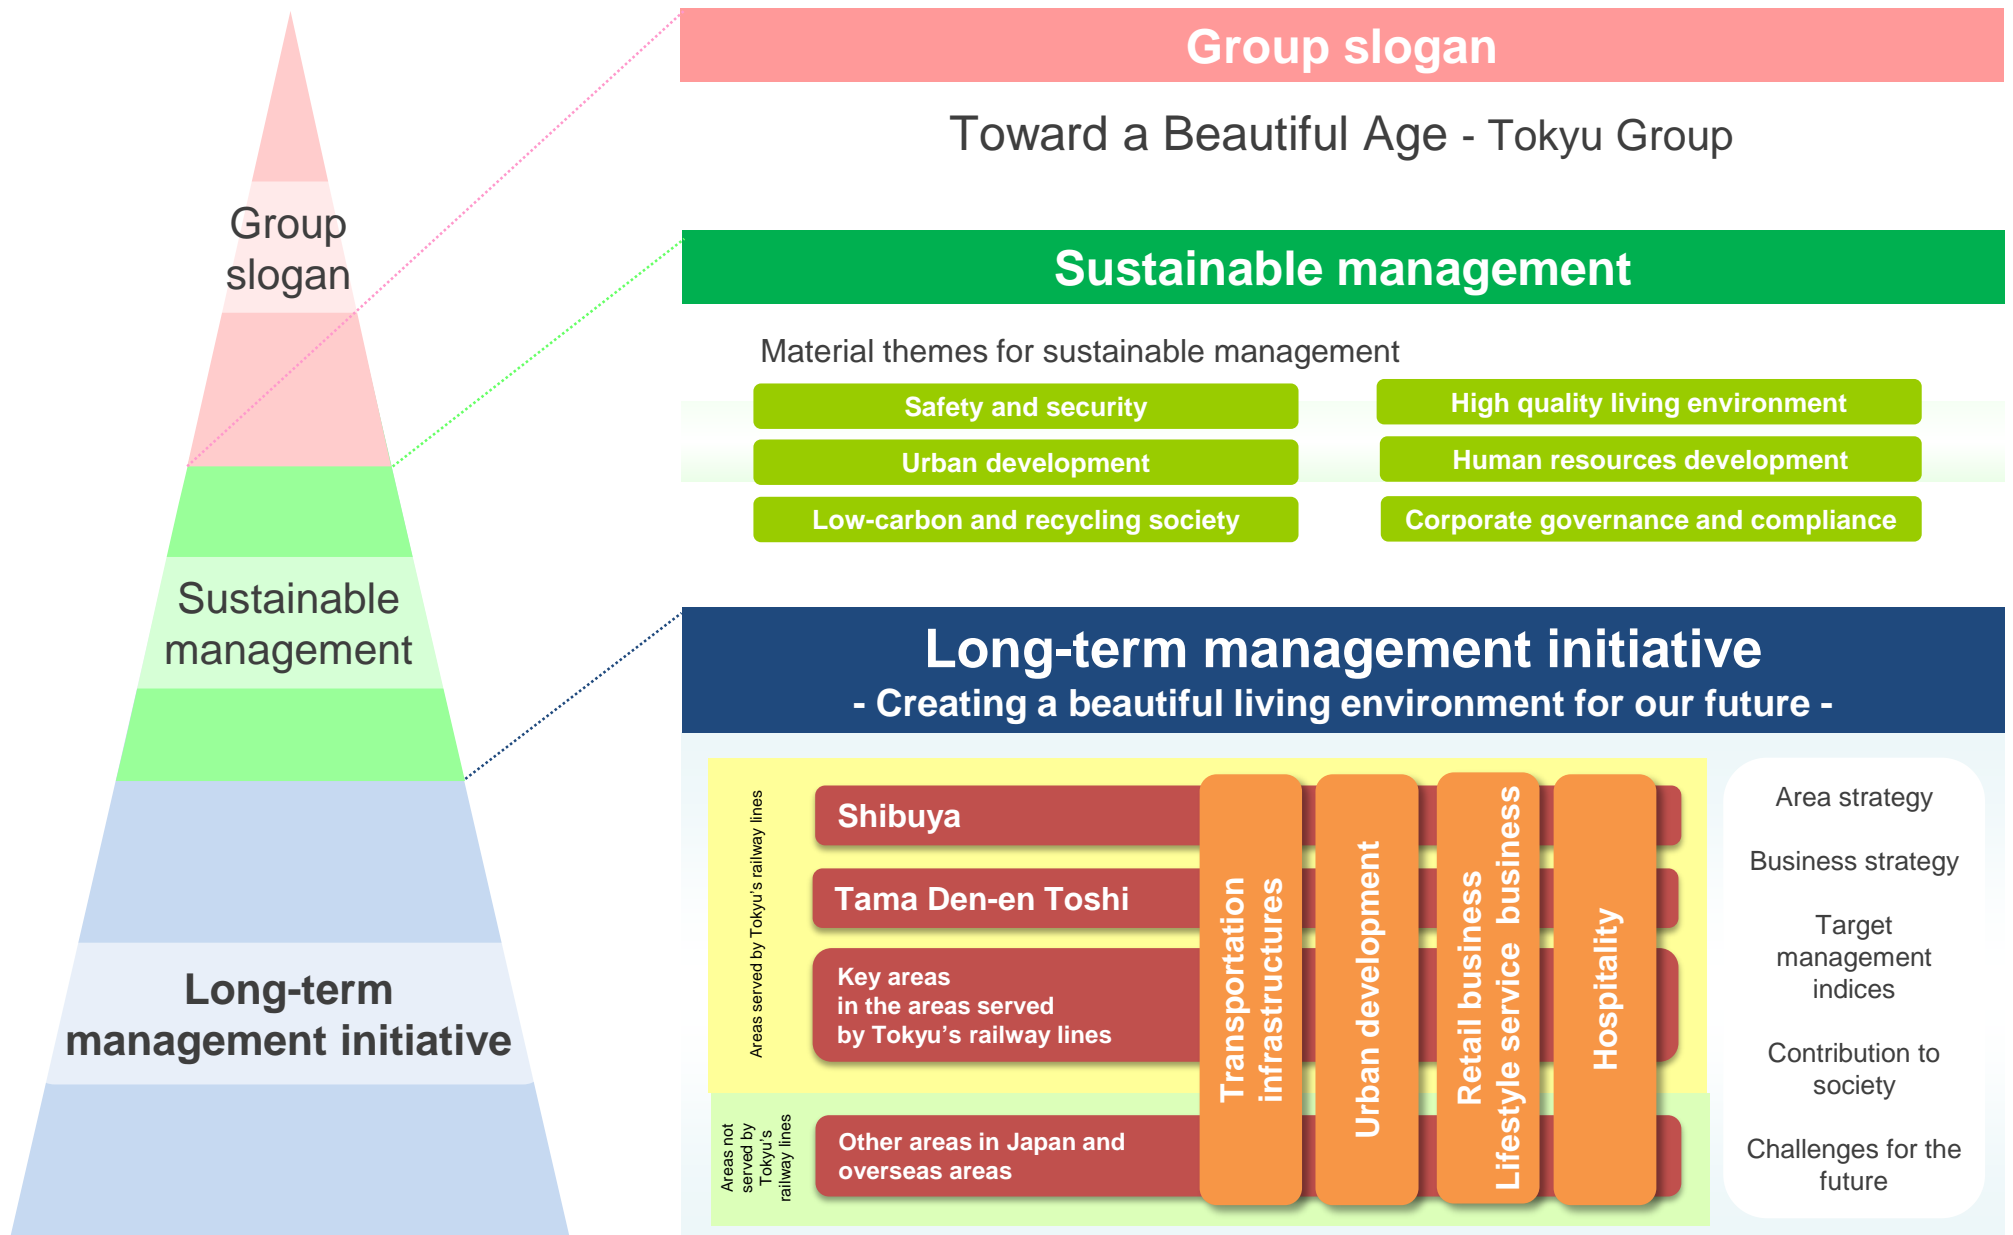 Group
slogan
Sustainable
management
Long-term
management initiative
Group slogan
Toward a Beautiful Age - Tokyu Group
Sustainable management
Material themes for sustainable management
Safety and security
High quality living environment
Urban development
Human resources development
Low-carbon and recycling society
Corporate governance and compliance
Long-term management initiative
- Creating a beautiful living environment for our future -
Areas served by Tokyu's railway lines
Shibuya
Tama Den-en Toshi
Key areas
in the areas served
by Tokyu's railway lines
Areas not
served by
Tokyu's
railway lines
Other areas in Japan and
overseas areas
Transportation
infrastructures
Urban development
Retail business
Lifestyle service business
Hospitality
Area strategy
Business strategy
Target
management
indices
Contribution to
society
Challenges for the
future